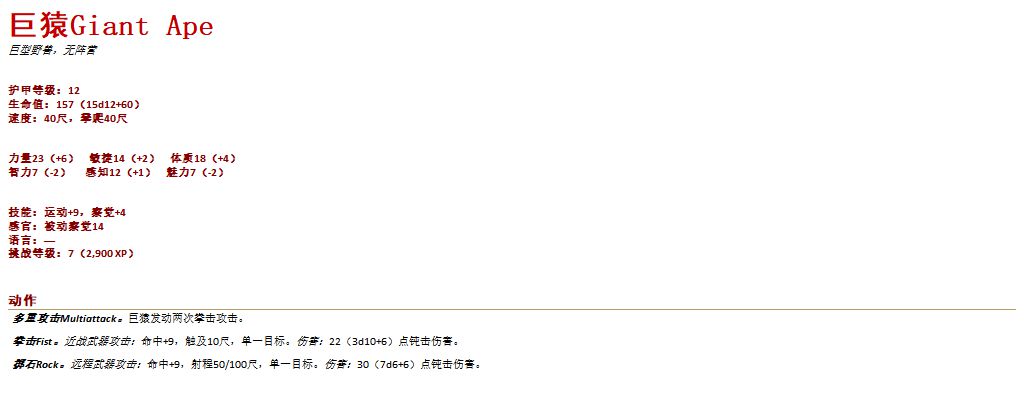 巨猿Giant Ape
巨型野兽，无阵营
护甲等级：12
生命值：157（15d12+60）
速度：40尺，攀爬40尺
力量23（+6） 敏捷14（+2） 体质18（+4）
智力7（-2） 感知12（+1） 魅力7（-2）
技能：运动+9，察觉+4
感官：被动察觉14
语言：—
挑战等级：7（2,900 XP）
动作
多重攻击Multiattack。巨猿发动两次拳击攻击。
拳击Fist。近战武器攻击：命中+9，触及10尺，单一目标。伤害：22（3d10+6）点钝击伤害。
掷石Rock。远程武器攻击：命中+9，射程50/100尺，单一目标。伤害：30（7d6+6）点钝击伤害。